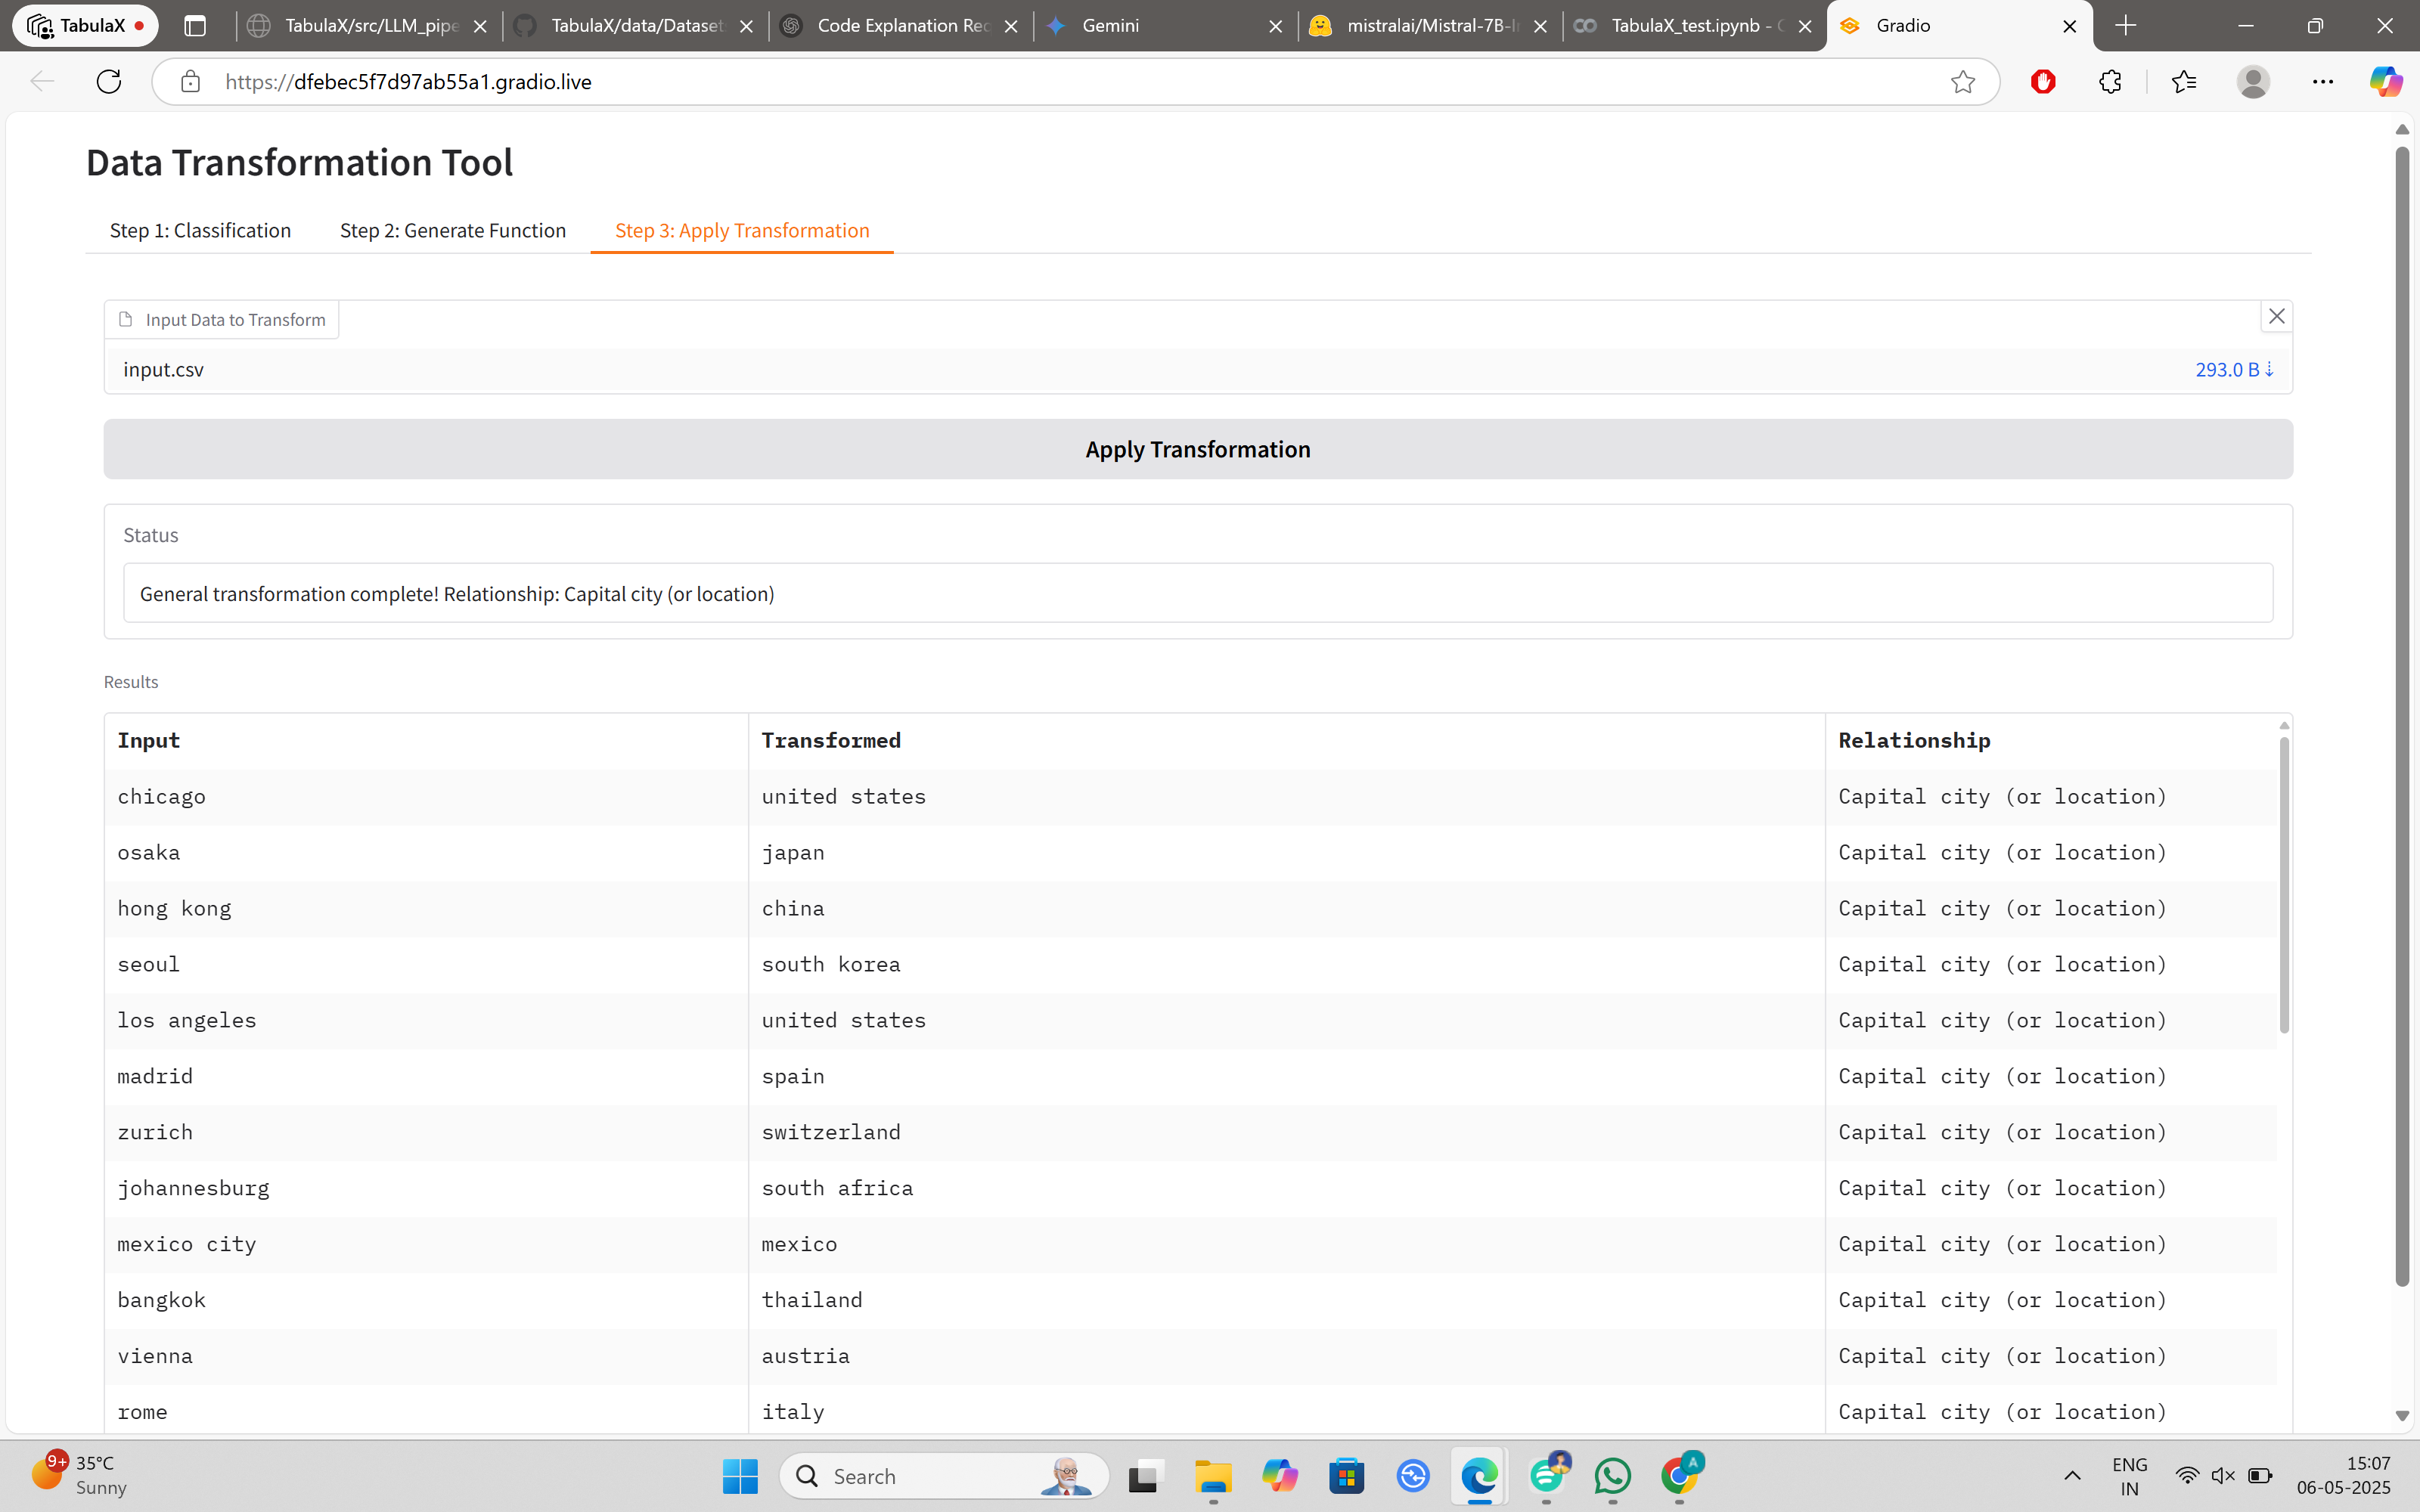 TabulaX
TabulaX/src/LLM_pipe
TabulaX/data/Dataset
Code Explanation Req
Gemini
mistralai/Mistral-7B-In
TabulaX_test.ipynb - C
Gradio
https://dfebec5f7d97ab55a1.gradio.live
Data Transformation Tool
Step 1: Classification
Step 2: Generate Function
Step 3: Apply Transformation
Input Data to Transform
input.csv
293.0 B ↓
Apply Transformation
Status
General transformation complete! Relationship: Capital city (or location)
Results
Input Transformed Relationship
chicago united states Capital city (or location)
osaka japan Capital city (or location)
hong kong china Capital city (or location)
seoul south korea Capital city (or location)
los angeles united states Capital city (or location)
madrid spain Capital city (or location)
zurich switzerland Capital city (or location)
johannesburg south africa Capital city (or location)
mexico city mexico Capital city (or location)
bangkok thailand Capital city (or location)
vienna austria Capital city (or location)
rome italy Capital city (or location)
9+
35°C
Sunny
Search
A
ENG
IN
15:07
06-05-2025